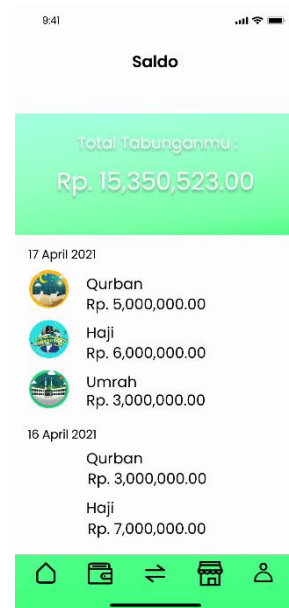 9:41
Saldo
Total Tabunganmu :
Rp. 15,350,523.00
17 April 2021
Qurban
Rp. 5,000,000.00
Haji
Rp. 6,000,000.00
Umrah
Rp. 3,000,000.00
16 April 2021
Qurban
Rp. 3,000,000.00
Haji
Rp. 7,000,000.00